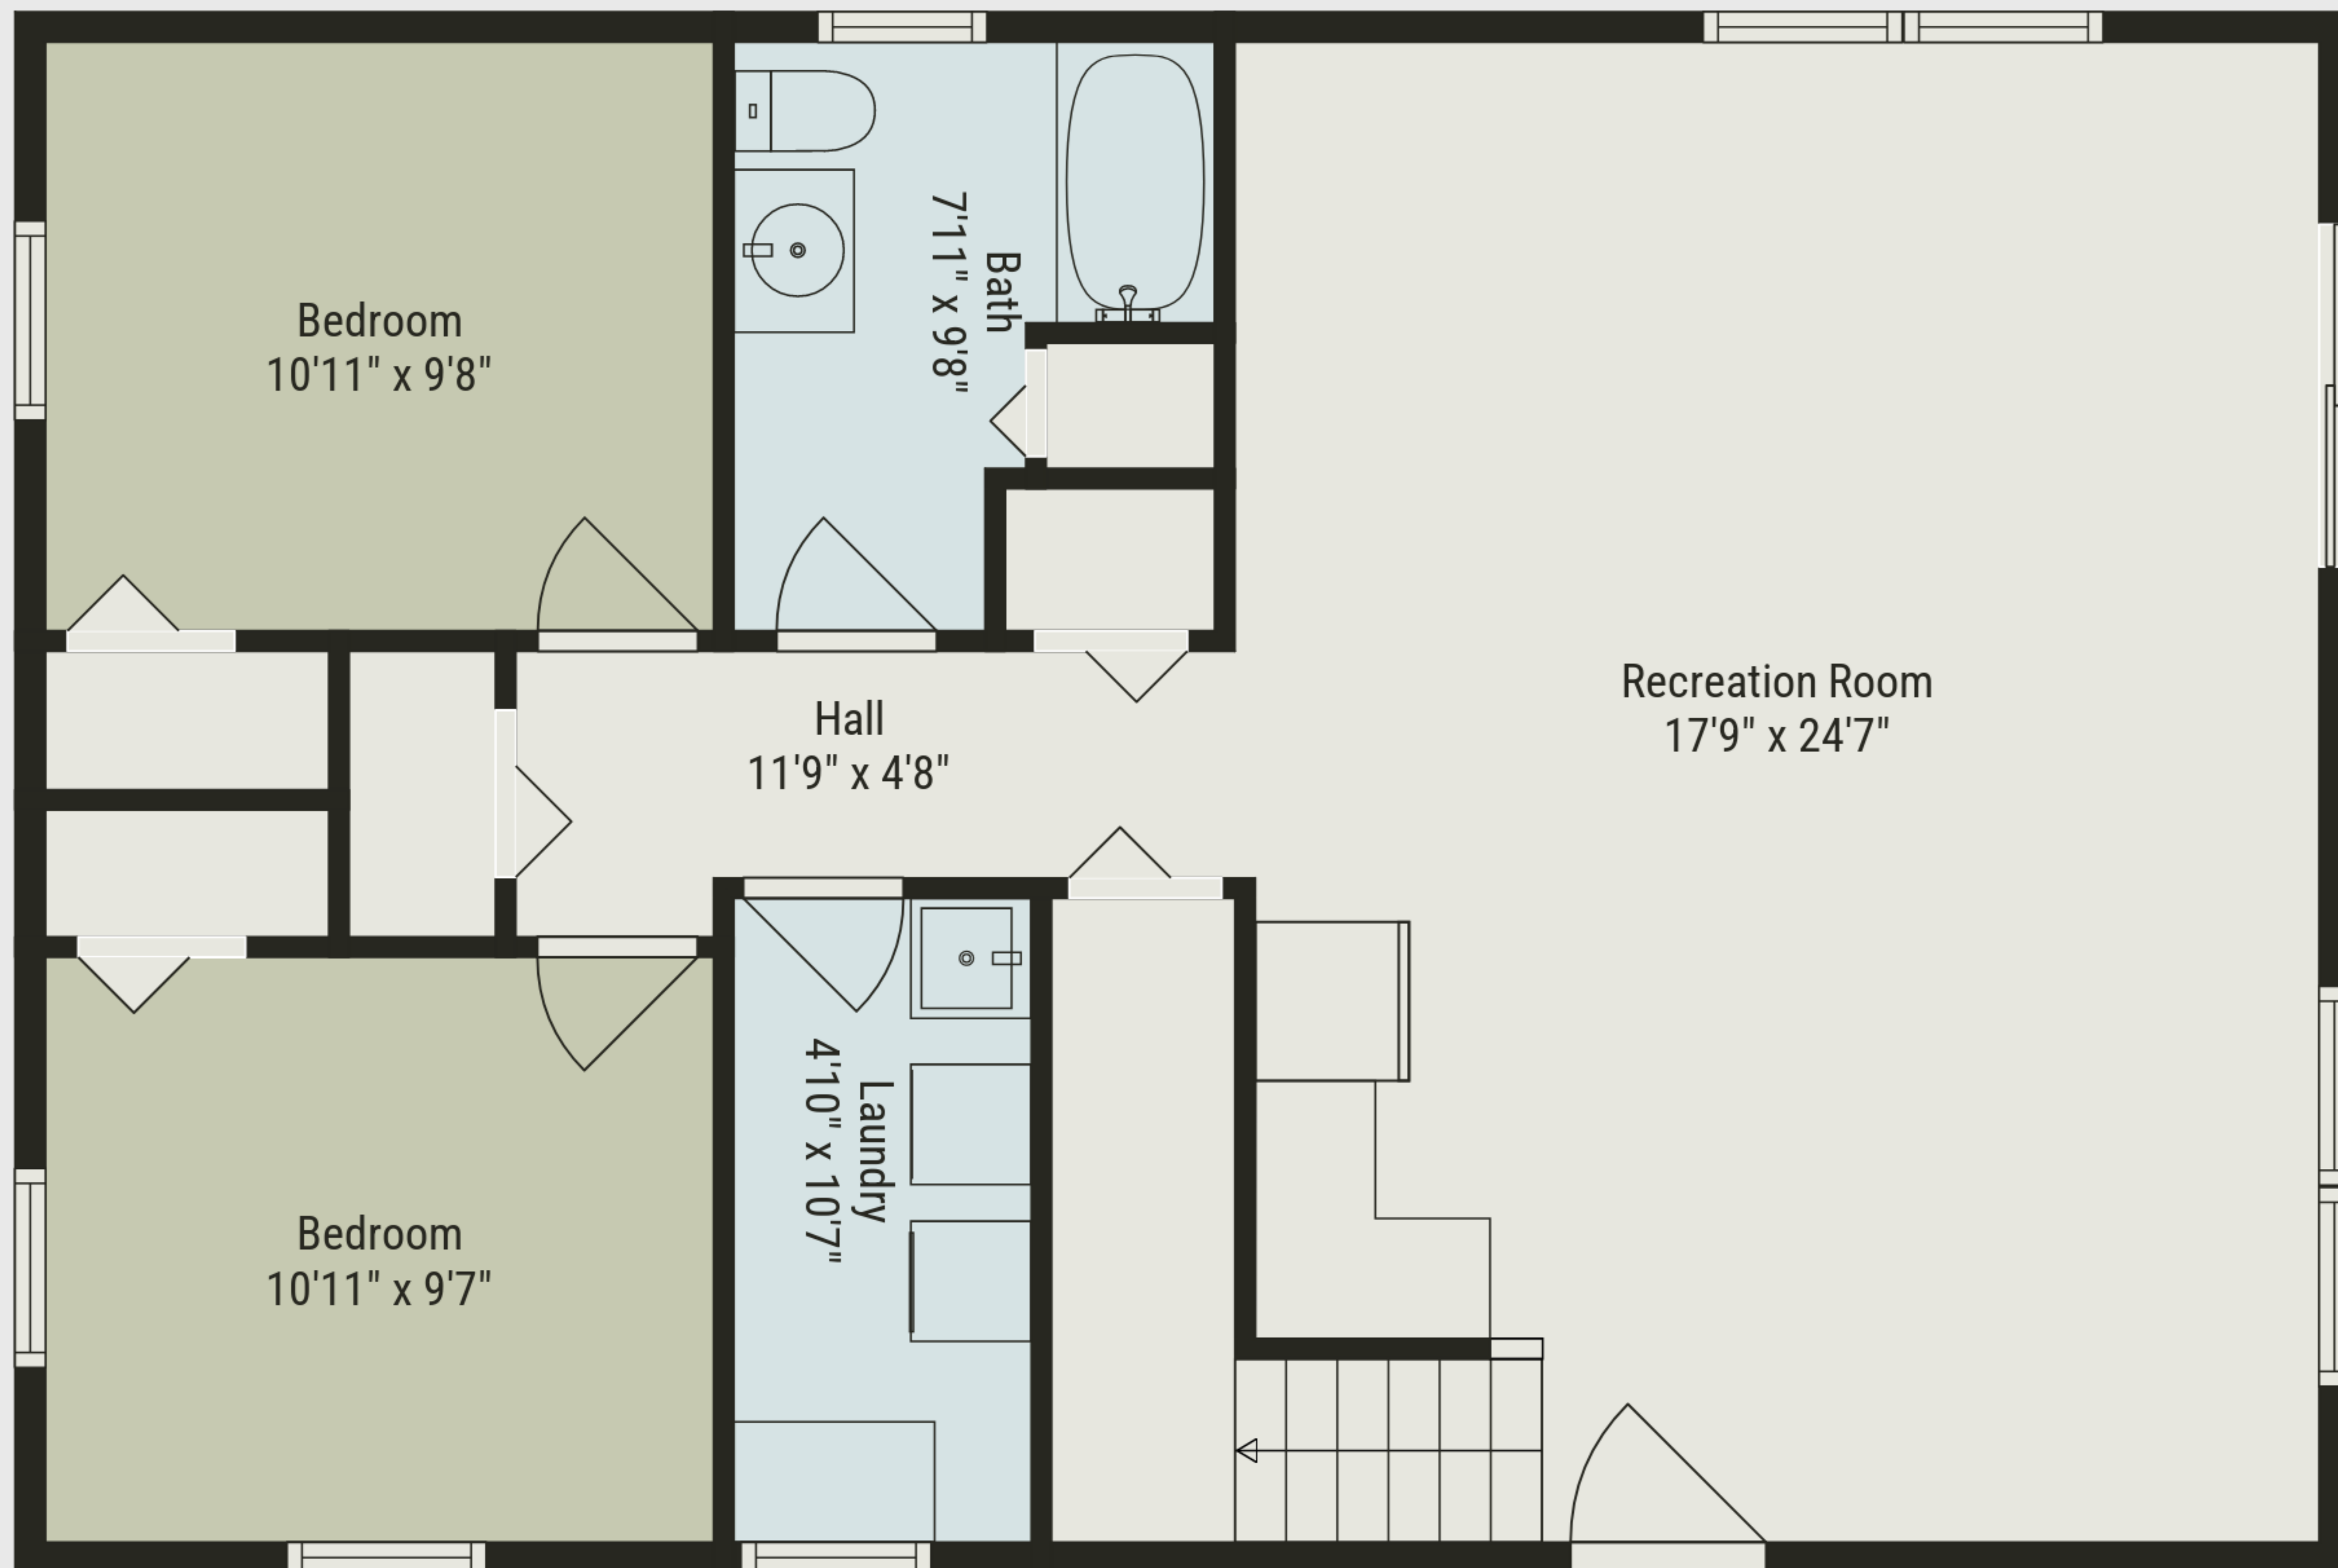 Bedroom
10'11" x 9'8"
Bath
7'11" x 9'8"
Hall
11'9" x 4'8"
Recreation Room
17'9" x 24'7"
Bedroom
10'11" x 9'7"
Laundry
4'10" x 10'7"